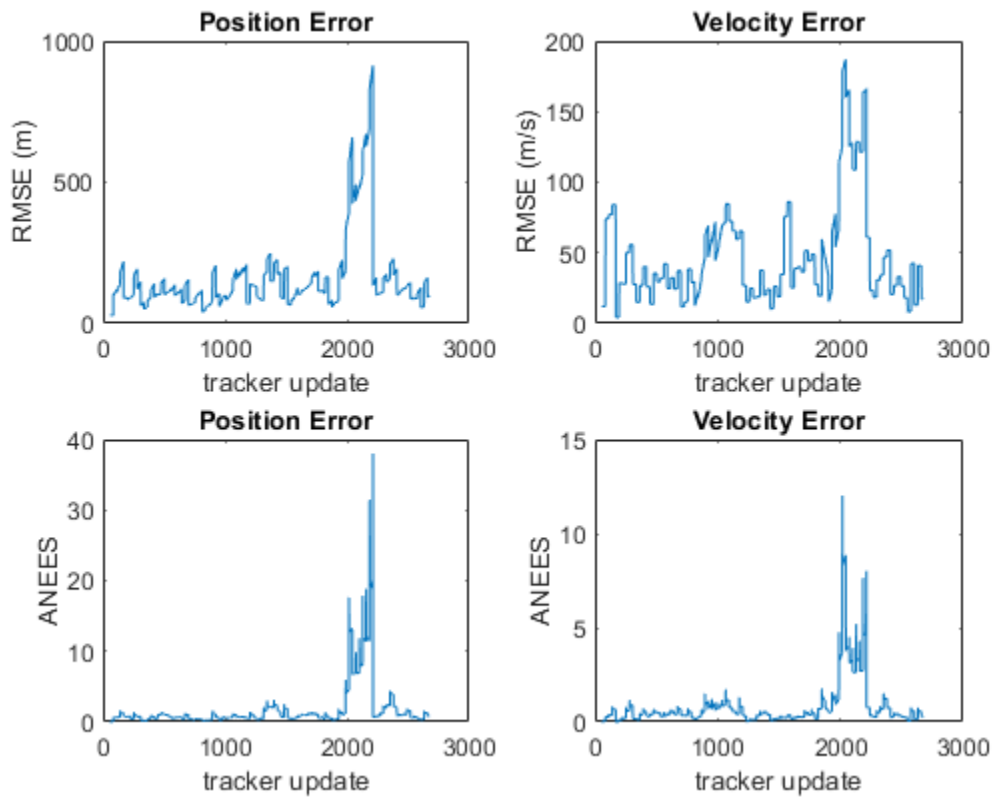 Position Error
RMSE (m)
1000
500
0
0 1000 2000 3000
tracker update
Velocity Error
RMSE (m/s)
200
150
100
50
0
0 1000 2000 3000
tracker update
Position Error
ANEES
40
30
20
10
0
0 1000 2000 3000
tracker update
Velocity Error
ANEES
15
10
5
0
0 1000 2000 3000
tracker update